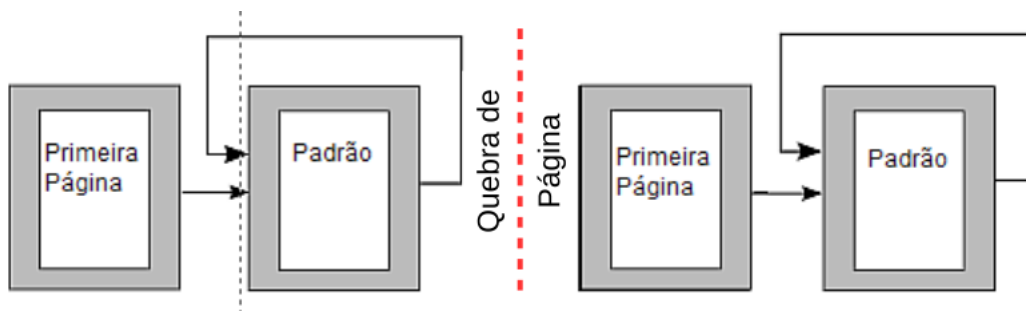 Primeira
Página
Padrão
Quebra de
Página
Primeira
Página
Padrão